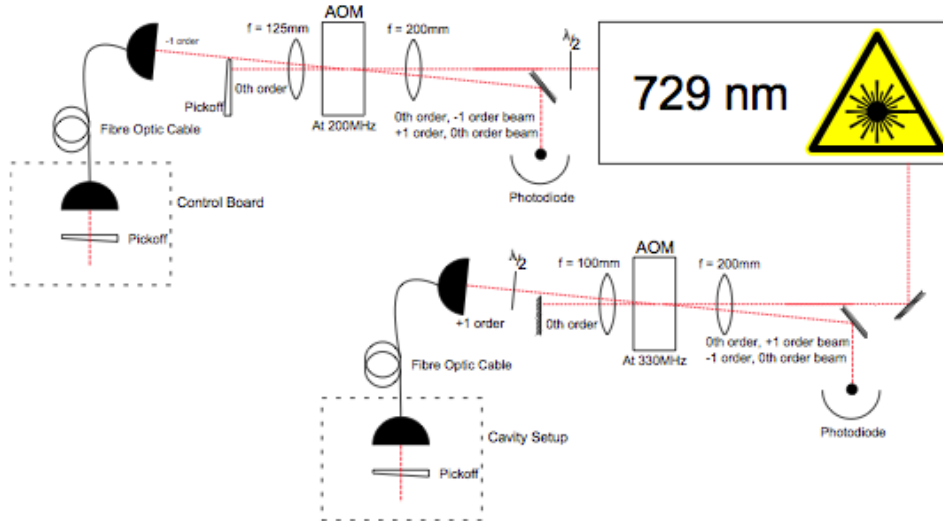 AOM
λ/2
f = 125mm
f = 200mm
-1 order
729 nm
0th order
Pickoff
At 200MHz
0th order, -1 order beam
+1 order, 0th order beam
Fibre Optic Cable
Photodiode
Control Board
Pickoff
AOM
λ/2
f = 100mm
f = 200mm
+1 order
0th order
0th order, +1 order beam
-1 order, 0th order beam
At 330MHz
Fibre Optic Cable
Photodiode
Cavity Setup
Pickoff